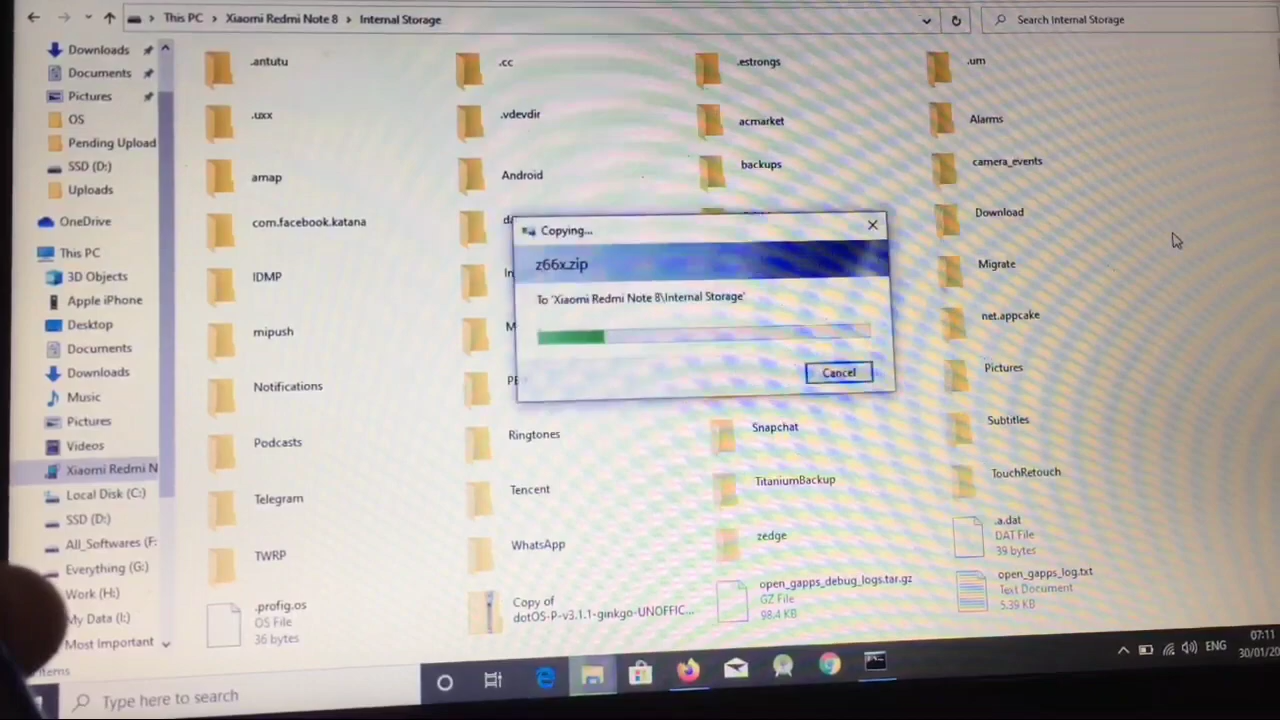 This PC > Xiaomi Redmi Note 8 > Internal Storage
Search Internal Storage
Downloads
Documents
Pictures
OS
Pending Upload
SSD (D:)
Uploads
OneDrive
This PC
3D Objects
Apple iPhone
Desktop
Documents
Downloads
Music
Pictures
Videos
Xiaomi Redmi N
Local Disk (C:)
SSD (D:)
All_Softwares (F:
Everything (G:)
Work (H:)
My Data (I:)
Most Important
.antutu
.cc
.estrongs
.um
.uxx
.vdevdir
acmarket
Alarms
amap
Android
backups
camera_events
com.facebook.katana
Download
IDMP
Migrate
mipush
net.appcake
Notifications
Pictures
Podcasts
Ringtones
Snapchat
Subtitles
Telegram
Tencent
TitaniumBackup
TouchRetouch
TWRP
WhatsApp
zedge
.a.dat
DAT File
39 bytes
.profig.os
OS File
36 bytes
Copy of
dotOS-P-v3.1.1-ginkgo-UNOFFIC...
open_gapps_debug_logs.tar.gz
GZ File
98.4 KB
open_gapps_log.txt
Text Document
5.39 KB
Copying...
z66x.zip
To 'Xiaomi Redmi Note 8\Internal Storage'
Cancel
items
Type here to search
ENG
07:11
30/01/20